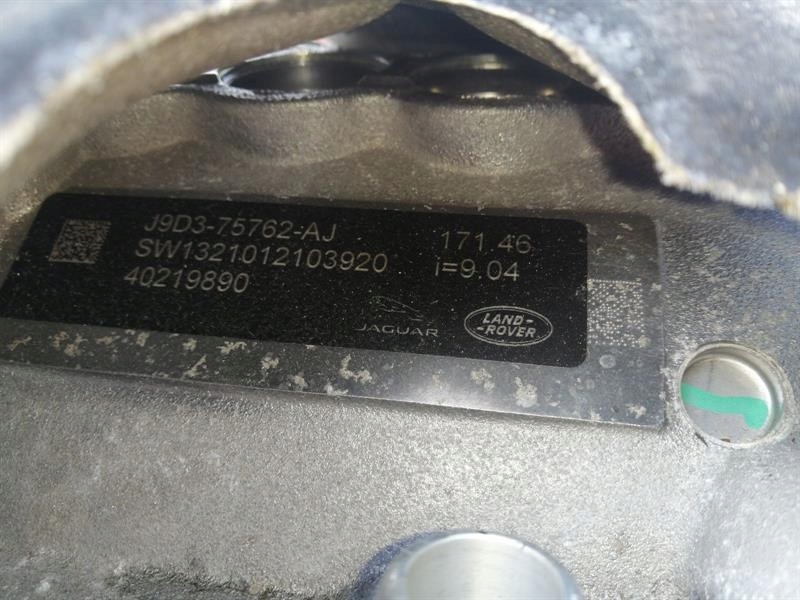 J9D3-75762-AJ
SW1321012103920
40219890
171.46
i=9.04
JAGUAR
LAND-
-ROVER